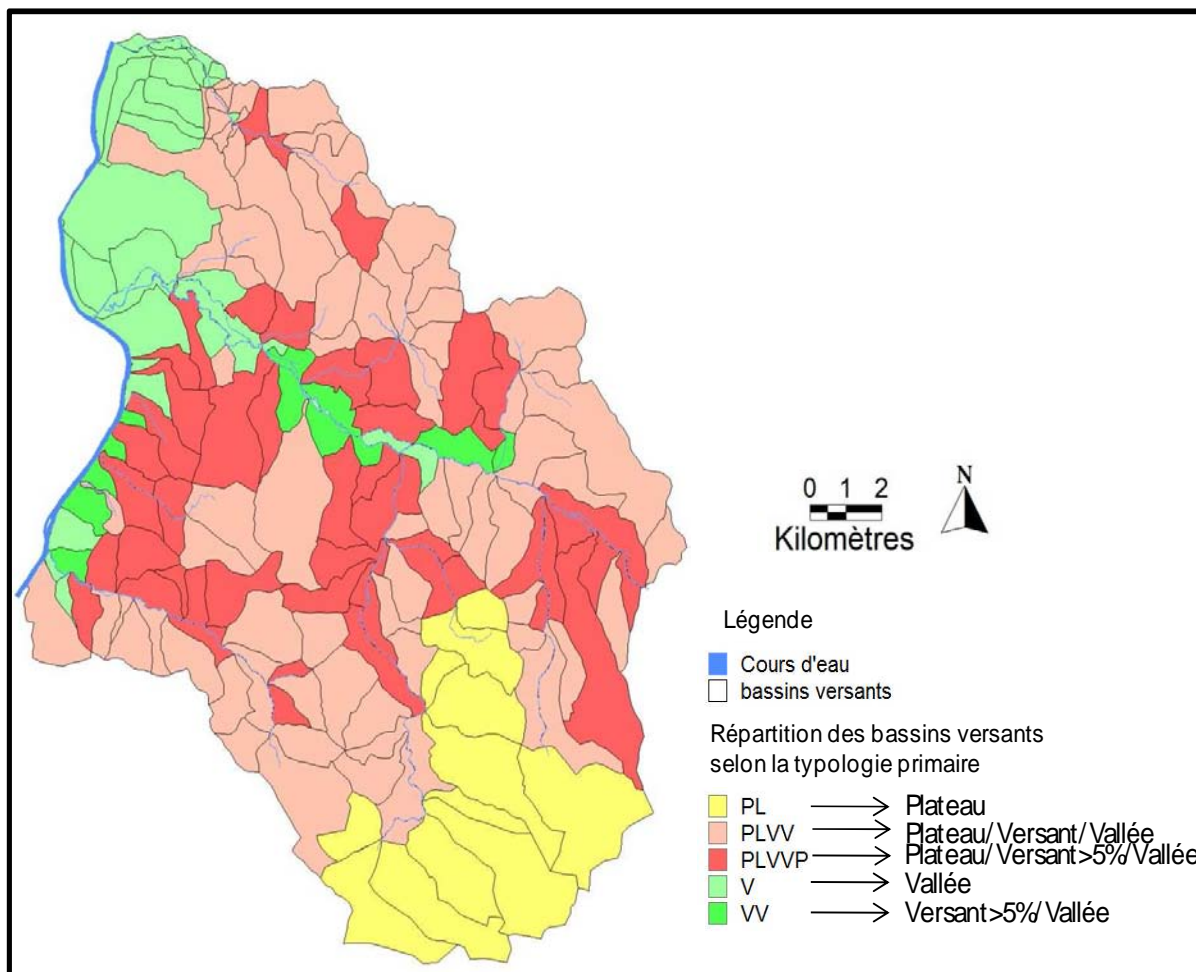 0 1 2
Kilomètres
N
Légende
Cours d'eau
bassins versants
Répartition des bassins versants
selon la typologie primaire
PL Plateau
PLVV Plateau/Versant/Vallée
PLVVP Plateau/Versant>5%/Vallée
V Vallée
VV Versant>5%/Vallée